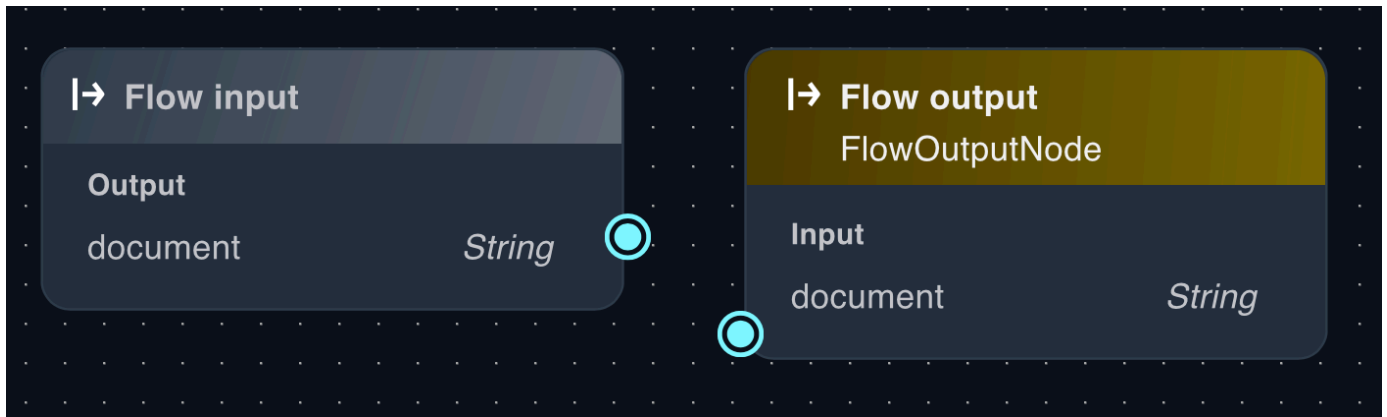 Flow input
Output
document String
Flow output
FlowOutputNode
Input
document String